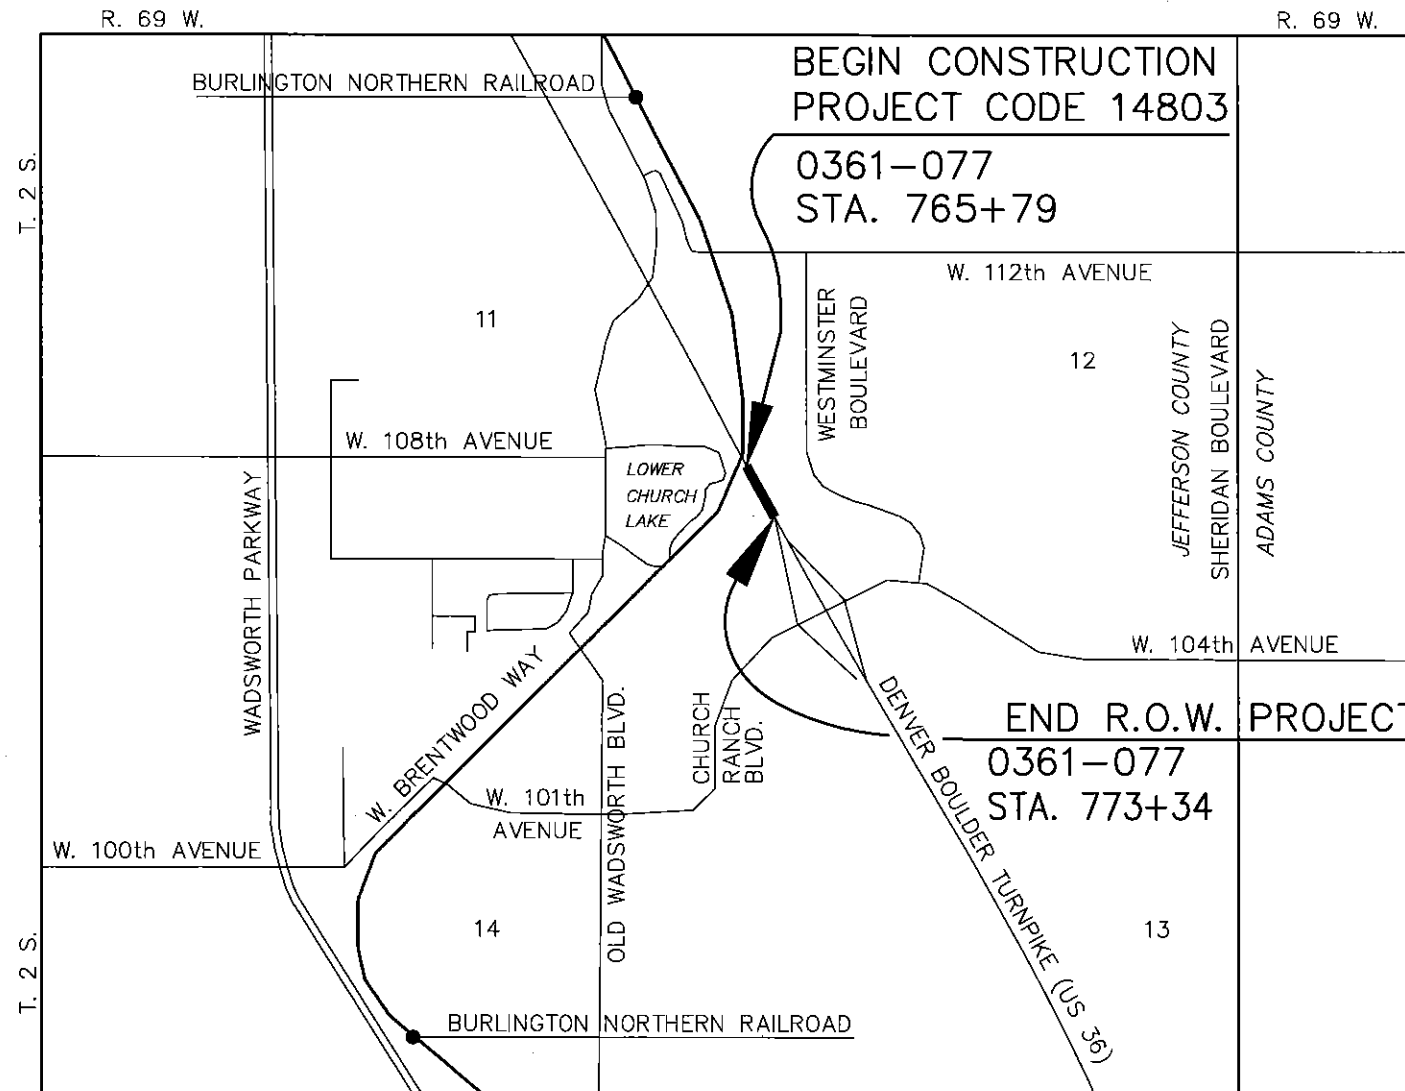 R. 69 W.
R. 69 W.
BURLINGTON NORTHERN RAILROAD
BEGIN CONSTRUCTION
PROJECT CODE 14803
0361-077
STA. 765+79
T. 2 S.
W. 112th AVENUE
11
12
WESTMINSTER
BOULEVARD
JEFFERSON COUNTY
SHERIDAN BOULEVARD
ADAMS COUNTY
W. 108th AVENUE
LOWER
CHURCH
LAKE
WADSWORTH PARKWAY
W. 104th AVENUE
W. BRENTWOOD WAY
OLD WADSWORTH BLVD.
CHURCH
RANCH
BLVD.
DENVER BOULDER TURNPIKE (US 36)
END R.O.W. PROJECT
0361-077
STA. 773+34
W. 101th
AVENUE
W. 100th AVENUE
14
13
T. 2 S.
BURLINGTON NORTHERN RAILROAD